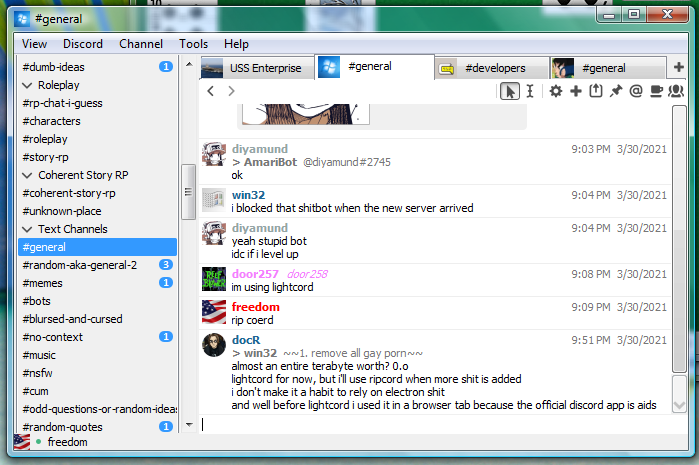 #general
View Discord Channel Tools Help
#dumb-ideas 1
Roleplay
#rp-chat-i-guess
#characters
#roleplay
#story-rp
Coherent Story RP
#coherent-story-rp
#unknown-place
Text Channels
#general
#random-aka-general-2 3
#memes 1
#bots
#blursed-and-cursed
#no-context 1
#music
#nsfw
#cum
#odd-questions-or-random-ideas
#random-quotes 1
freedom
USS Enterprise #general #developers #general
diyamund 9:03 PM 3/30/2021
> AmariBot @diyamund#2745
ok
win32 9:04 PM 3/30/2021
i blocked that shitbot when the new server arrived
diyamund 9:04 PM 3/30/2021
yeah stupid bot
idc if i level up
door257 door258 9:08 PM 3/30/2021
im using lightcord
freedom 9:09 PM 3/30/2021
rip coerd
docR 9:51 PM 3/30/2021
> win32 ~~1. remove all gay porn~~
almost an entire terabyte worth? 0.o
lightcord for now, but i'll use ripcord when more shit is added
i don't make it a habit to rely on electron shit
and well before lightcord i used it in a browser tab because the official discord app is aids